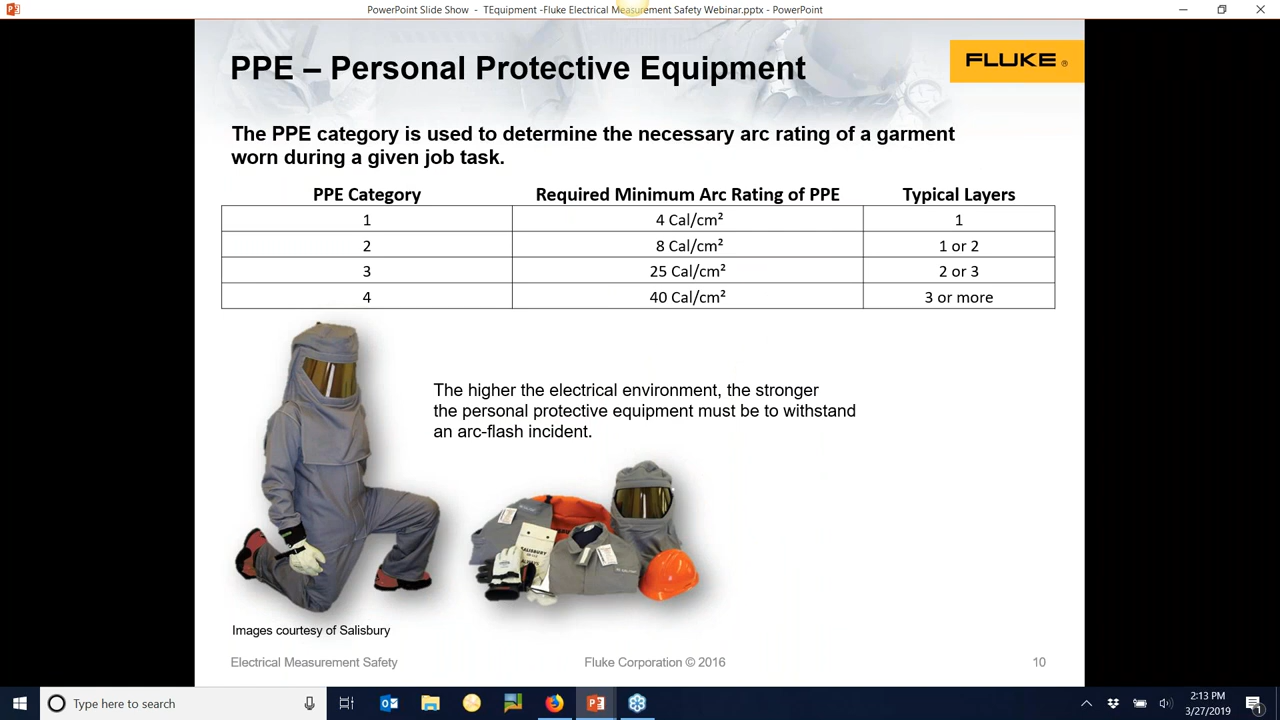 PowerPoint Slide Show - TEquipment -Fluke Electrical Measurement Safety Webinar.pptx - PowerPoint
PPE – Personal Protective Equipment
FLUKE ®
The PPE category is used to determine the necessary arc rating of a garment
worn during a given job task.
PPE Category Required Minimum Arc Rating of PPE Typical Layers
1 4 Cal/cm² 1
2 8 Cal/cm² 1 or 2
3 25 Cal/cm² 2 or 3
4 40 Cal/cm² 3 or more
The higher the electrical environment, the stronger
the personal protective equipment must be to withstand
an arc-flash incident.
SALISBURY
Images courtesy of Salisbury
Electrical Measurement Safety Fluke Corporation © 2016 10
Type here to search
2:13 PM
3/27/2019
1